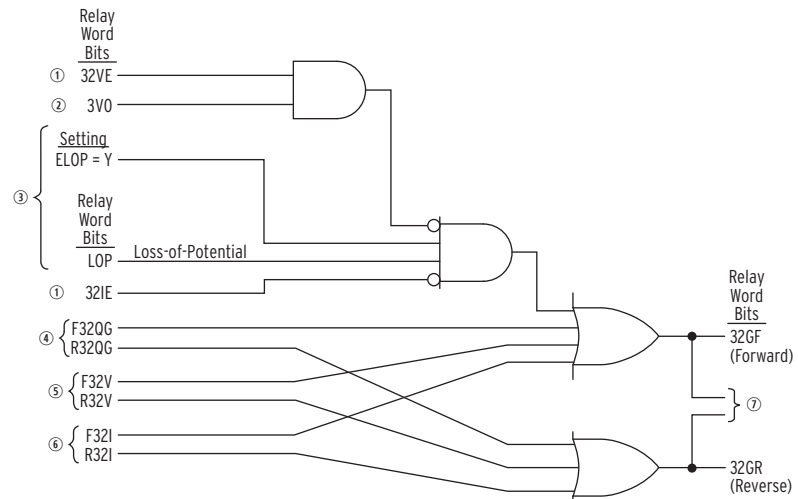 Relay
Word
Bits
① 32VE
② 3V0
Setting
ELOP = Y
③
Relay
Word
Bits
LOP Loss-of-Potential
① 32IE
④ F32QG
R32QG
⑤ F32V
R32V
⑥ F32I
R32I
Relay
Word
Bits
32GF
(Forward)
⑦
32GR
(Reverse)